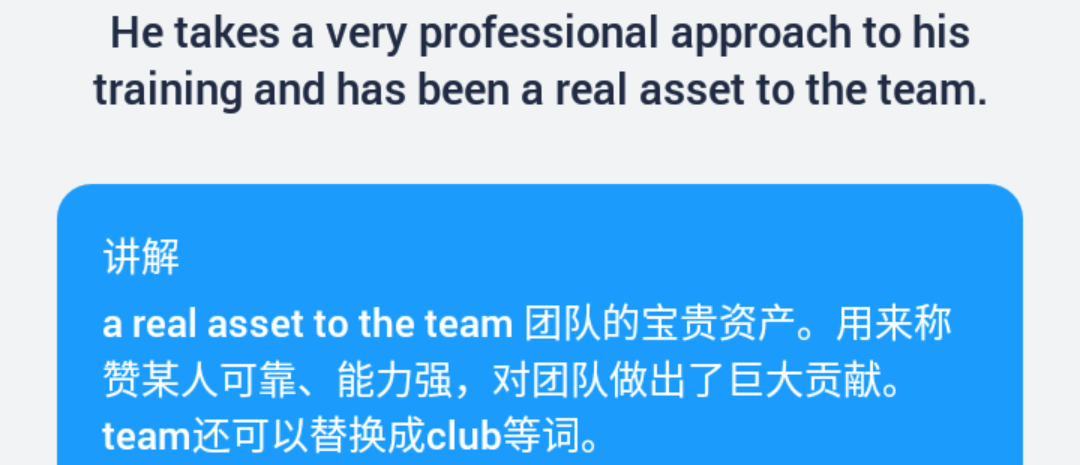 He takes a very professional approach to his
training and has been a real asset to the team.
讲解
a real asset to the team 团队的宝贵资产。用来称
赞某人可靠、能力强，对团队做出了巨大贡献。
team还可以替换成club等词。